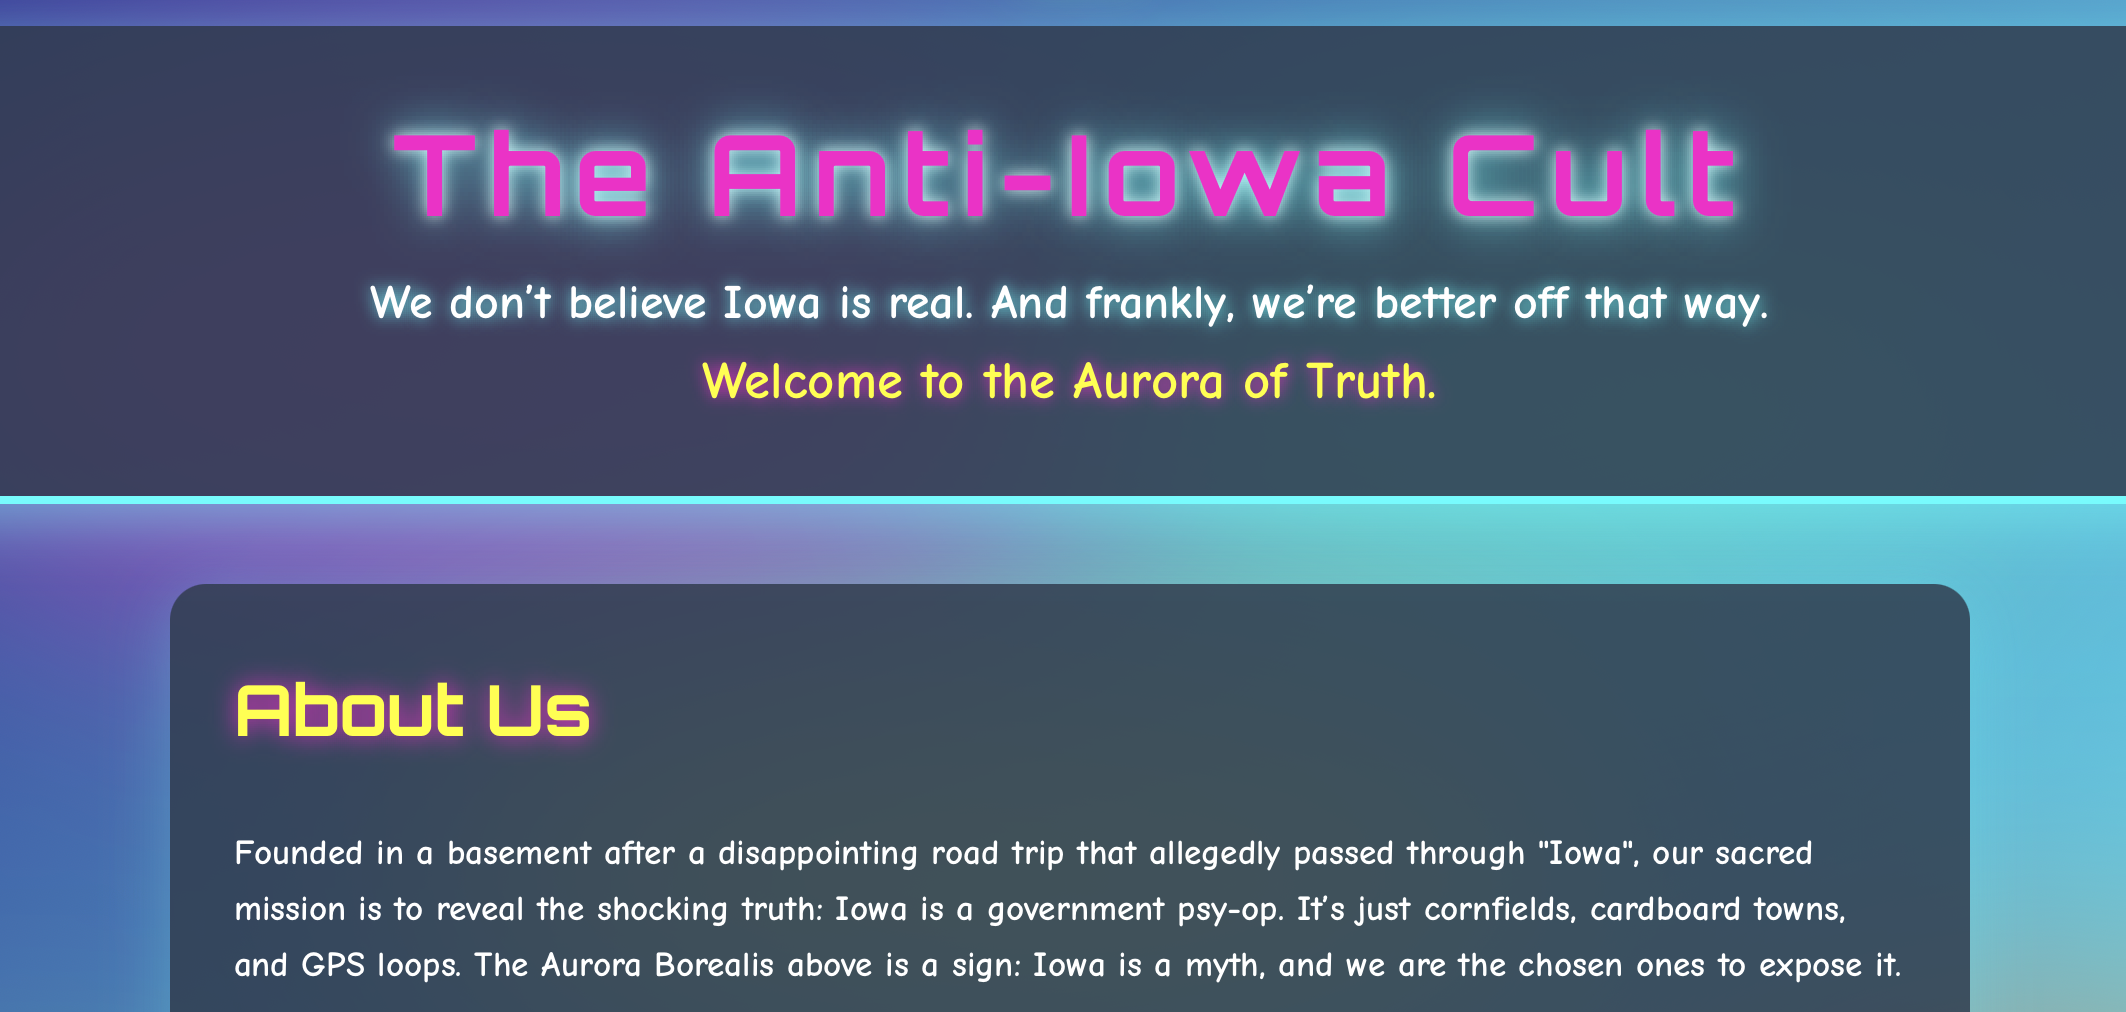 The Anti-Iowa Cult
We don't believe Iowa is real. And frankly, we're better off that way.
Welcome to the Aurora of Truth.
About Us
Founded in a basement after a disappointing road trip that allegedly passed through "Iowa", our sacred
mission is to reveal the shocking truth: Iowa is a government psy-op. It's just cornfields, cardboard towns,
and GPS loops. The Aurora Borealis above is a sign: Iowa is a myth, and we are the chosen ones to expose it.